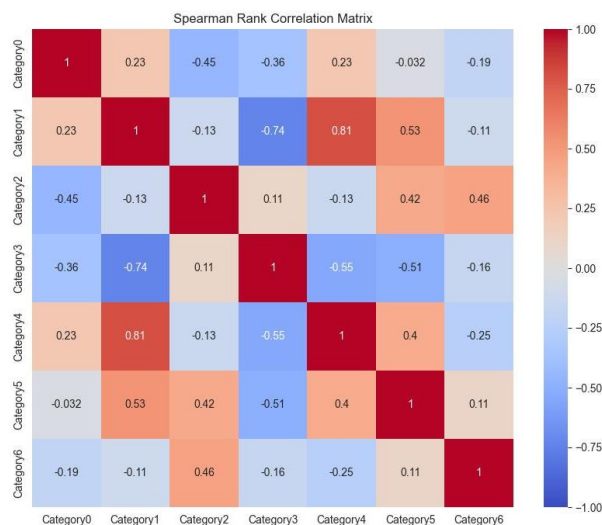 Spearman Rank Correlation Matrix
Category0 1 0.23 -0.45 -0.36 0.23 -0.032 -0.19
Category1 0.23 1 -0.13 -0.74 0.81 0.53 -0.11
Category2 -0.45 -0.13 1 0.11 -0.13 0.42 0.46
Category3 -0.36 -0.74 0.11 1 -0.55 -0.51 -0.16
Category4 0.23 0.81 -0.13 -0.55 1 0.4 -0.25
Category5 -0.032 0.53 0.42 -0.51 0.4 1 0.11
Category6 -0.19 -0.11 0.46 -0.16 -0.25 0.11 1
Category0 Category1 Category2 Category3 Category4 Category5 Category6
1.00
0.75
0.50
0.25
0.00
-0.25
-0.50
-0.75
-1.00